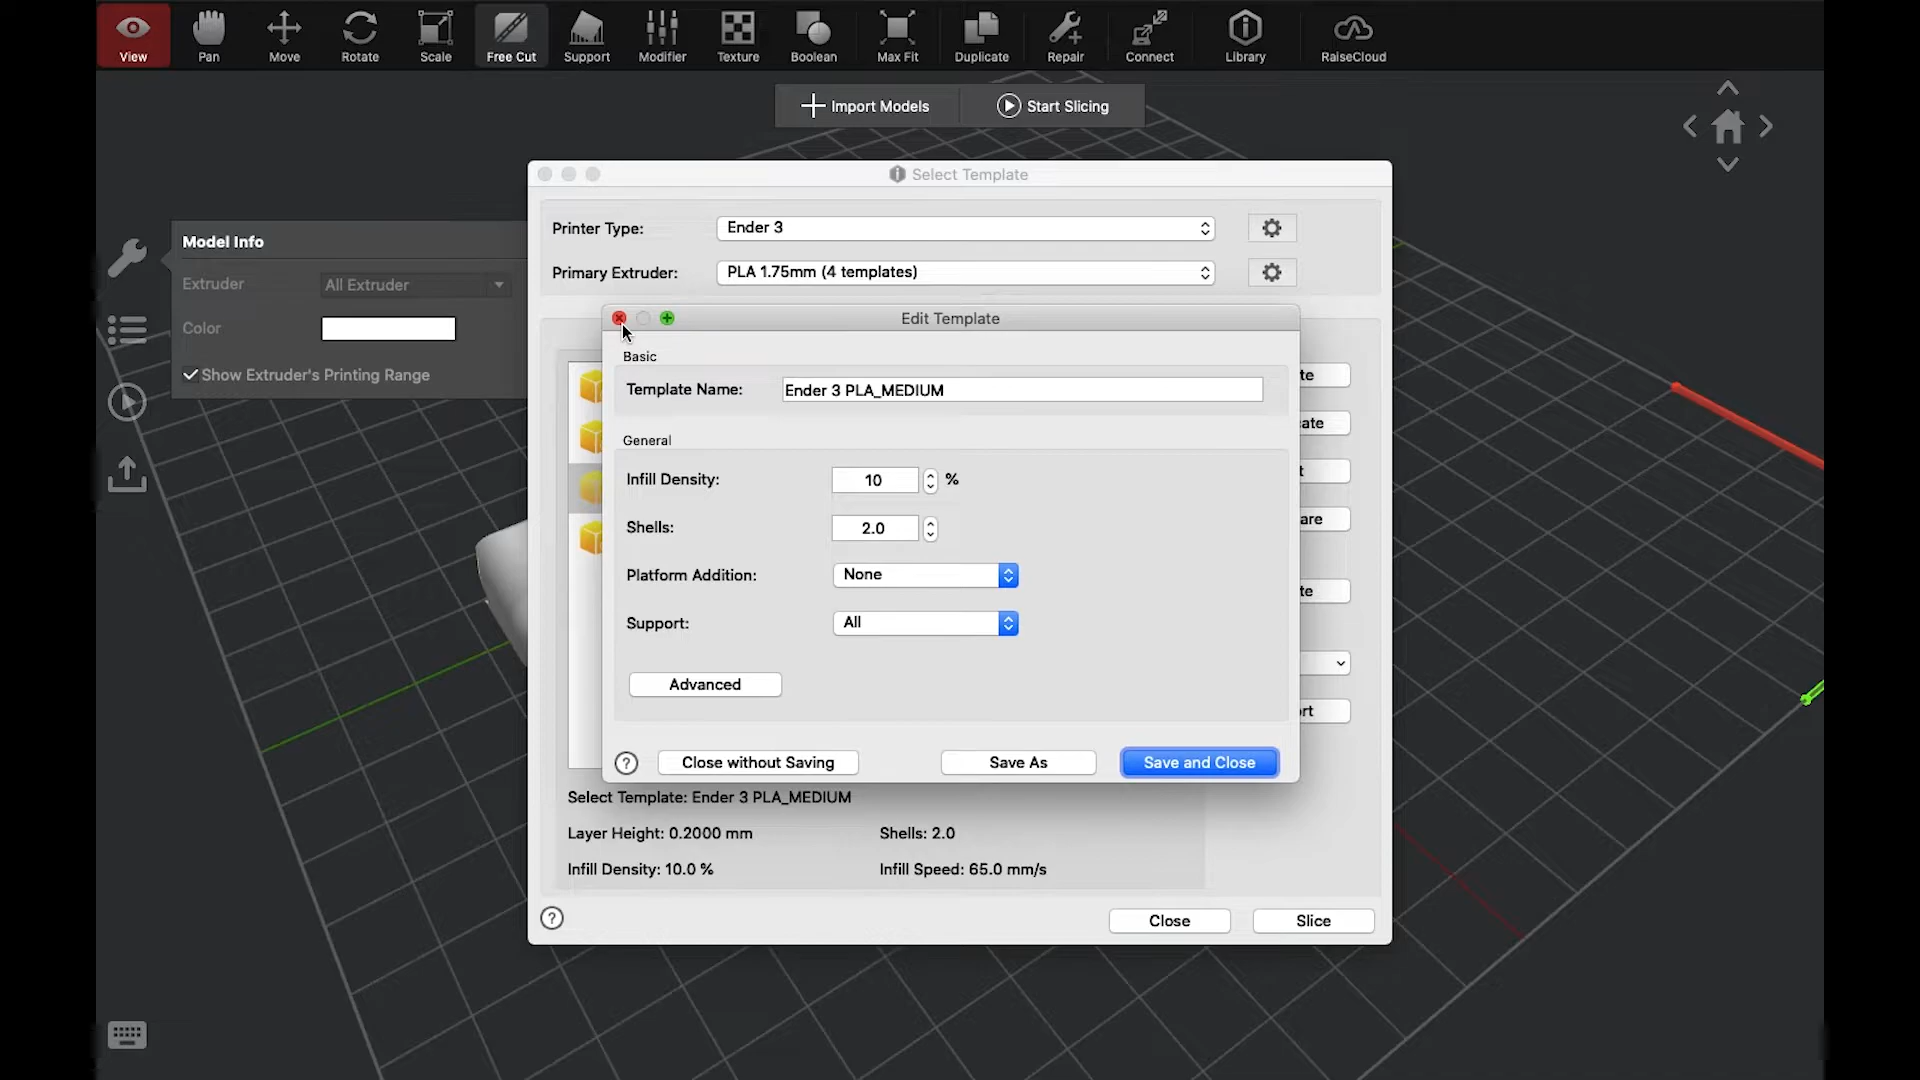 View
Pan
Move
Rotate
Scale
Free Cut
Support
Modifier
Texture
Boolean
Max Fit
Duplicate
Repair
Connect
Library
RaiseCloud
Import Models
Start Slicing
Select Template
Printer Type:
Ender 3
Primary Extruder:
PLA 1.75mm (4 templates)
Model Info
Extruder
All Extruder
Color
Show Extruder's Printing Range
Edit Template
Basic
Template Name:
Ender 3 PLA_MEDIUM
General
Infill Density:
10
%
Shells:
2.0
Platform Addition:
None
Support:
All
Advanced
?
Close without Saving
Save As
Save and Close
te
ate
t
are
te
rt
Select Template: Ender 3 PLA_MEDIUM
Layer Height: 0.2000 mm
Shells: 2.0
Infill Density: 10.0 %
Infill Speed: 65.0 mm/s
?
Close
Slice